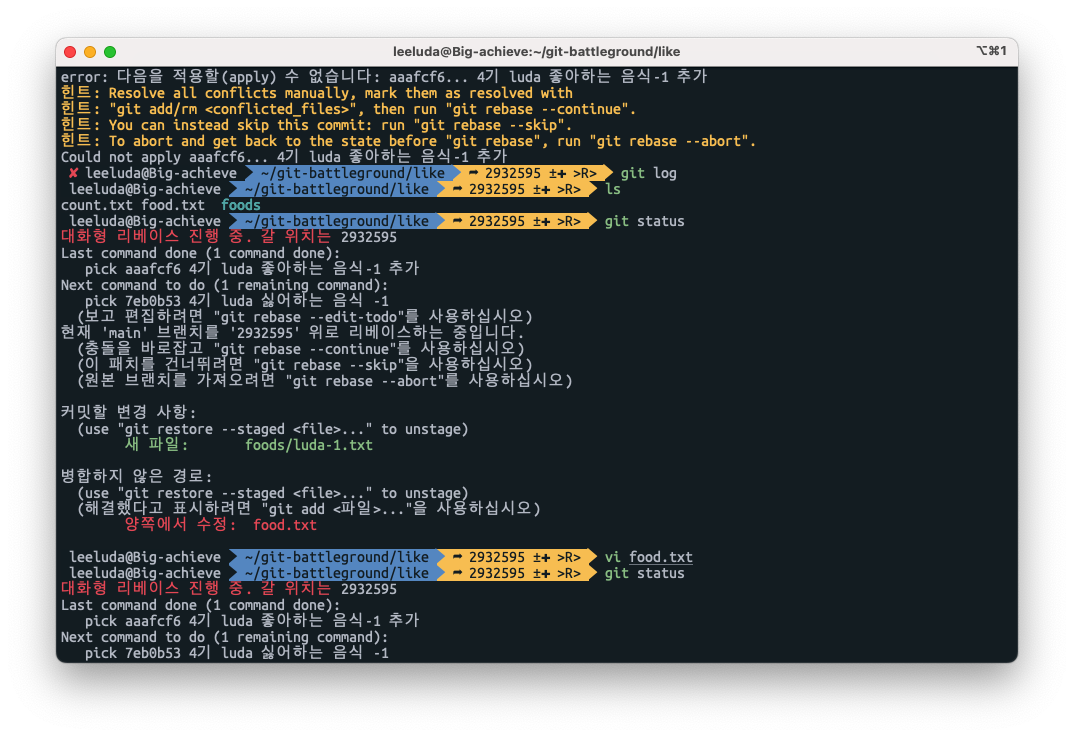 leeluda@Big-achieve:~/git-battleground/like ⌥⌘1
error: 다음을 적용할(apply) 수 없습니다: aaafcf6... 4기 luda 좋아하는 음식-1 추가
힌트: Resolve all conflicts manually, mark them as resolved with
힌트: "git add/rm <conflicted_files>", then run "git rebase --continue".
힌트: You can instead skip this commit: run "git rebase --skip".
힌트: To abort and get back to the state before "git rebase", run "git rebase --abort".
Could not apply aaafcf6... 4기 luda 좋아하는 음식-1 추가
✘ leeluda@Big-achieve ~/git-battleground/like ➦ 2932595 ±✚ >R> git log
leeluda@Big-achieve ~/git-battleground/like ➦ 2932595 ±✚ >R> ls
count.txt food.txt foods
leeluda@Big-achieve ~/git-battleground/like ➦ 2932595 ±✚ >R> git status
대화형 리베이스 진행 중. 갈 위치는 2932595
Last command done (1 command done):
pick aaafcf6 4기 luda 좋아하는 음식-1 추가
Next command to do (1 remaining command):
pick 7eb0b53 4기 luda 싫어하는 음식 -1
(보고 편집하려면 "git rebase --edit-todo"를 사용하십시오)
현재 'main' 브랜치를 '2932595' 위로 리베이스하는 중입니다.
(충돌을 바로잡고 "git rebase --continue"를 사용하십시오)
(이 패치를 건너뛰려면 "git rebase --skip"을 사용하십시오)
(원본 브랜치를 가져오려면 "git rebase --abort"를 사용하십시오)
커밋할 변경 사항:
(use "git restore --staged <file>..." to unstage)
새 파일: foods/luda-1.txt
병합하지 않은 경로:
(use "git restore --staged <file>..." to unstage)
(해결했다고 표시하려면 "git add <파일>..."을 사용하십시오)
양쪽에서 수정: food.txt
leeluda@Big-achieve ~/git-battleground/like ➦ 2932595 ±✚ >R> vi food.txt
leeluda@Big-achieve ~/git-battleground/like ➦ 2932595 ±✚ >R> git status
대화형 리베이스 진행 중. 갈 위치는 2932595
Last command done (1 command done):
pick aaafcf6 4기 luda 좋아하는 음식-1 추가
Next command to do (1 remaining command):
pick 7eb0b53 4기 luda 싫어하는 음식 -1